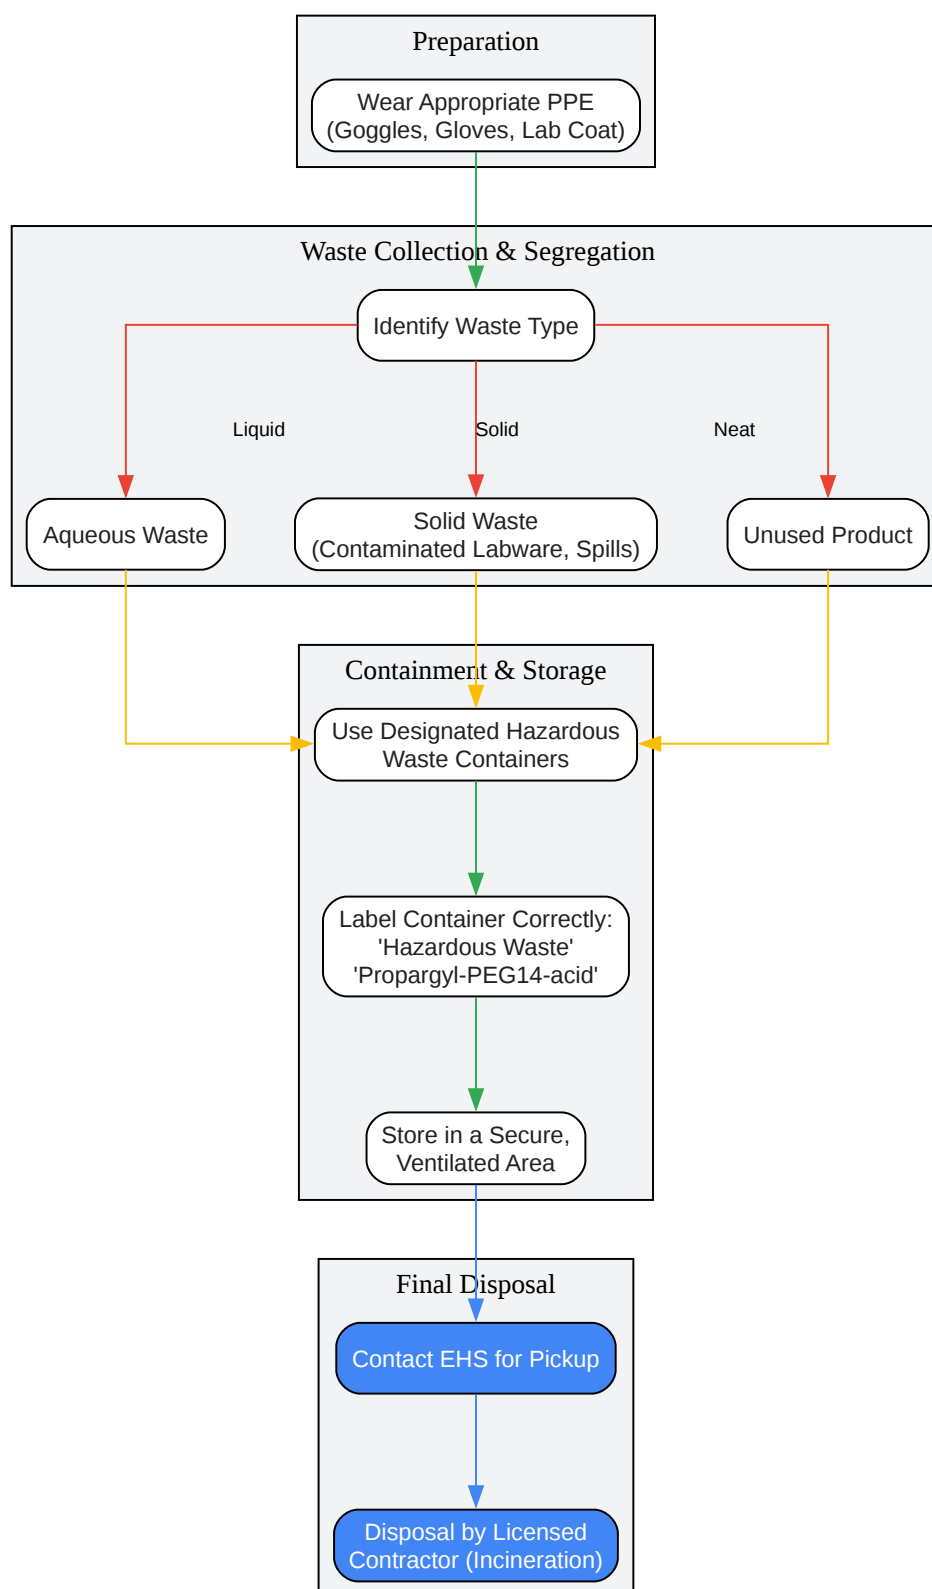 Preparation
Wear Appropriate PPE
(Goggles, Gloves, Lab Coat)
Waste Collection & Segregation
Identify Waste Type
Liquid
Solid
Neat
Aqueous Waste
Solid Waste
(Contaminated Labware, Spills)
Unused Product
Containment & Storage
Use Designated Hazardous
Waste Containers
Label Container Correctly:
'Hazardous Waste'
'Propargyl-PEG14-acid'
Store in a Secure,
Ventilated Area
Final Disposal
Contact EHS for Pickup
Disposal by Licensed
Contractor (Incineration)